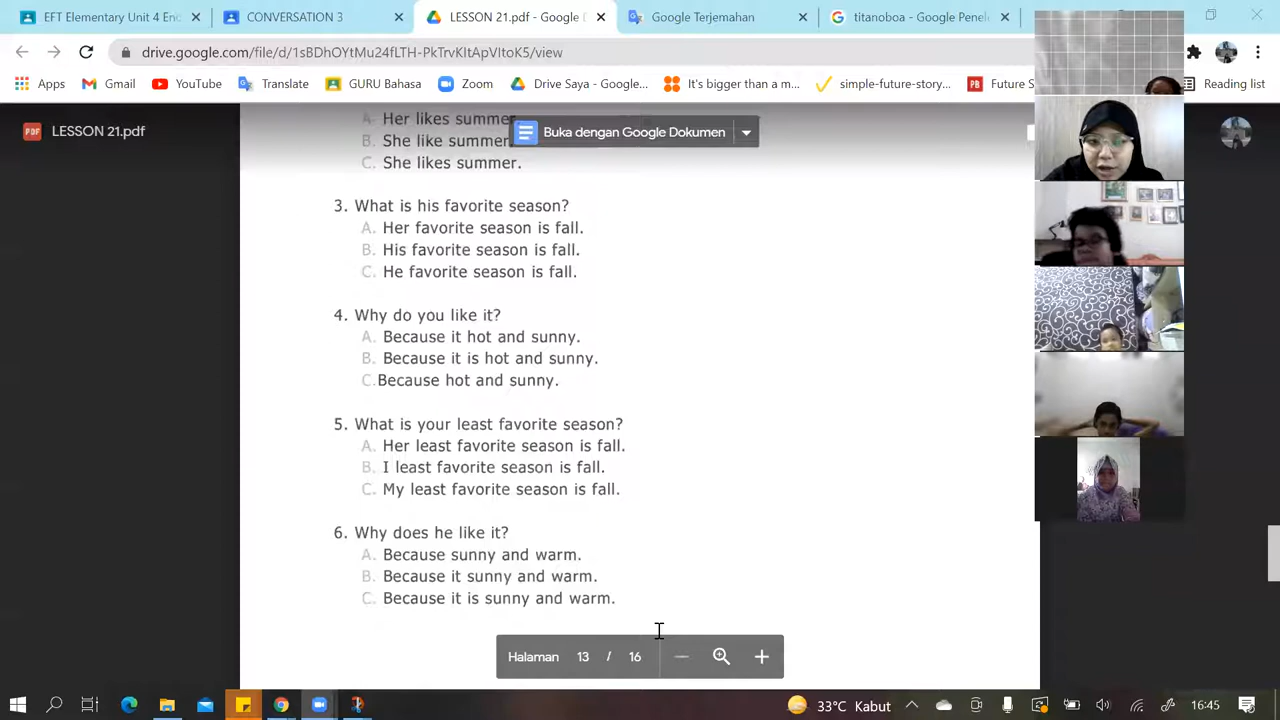 EFT Elementary Unit 4 End
CONVERSATION 3
LESSON 21.pdf - Google
Google Terjemahan
titanoboa - Google Penel
drive.google.com/file/d/1sBDhOYtMu24fLTH-PkTrvKItApVItoK5/view
Apps
Gmail
YouTube
Translate
GURU Bahasa
Zoom
Drive Saya - Google...
It's bigger than a m...
simple-future-story...
Future S
Reading list
PDF LESSON 21.pdf
Buka dengan Google Dokumen
A. Her likes summer.
B. She like summer.
C. She likes summer.
3. What is his favorite season?
A. Her favorite season is fall.
B. His favorite season is fall.
C. He favorite season is fall.
4. Why do you like it?
A. Because it hot and sunny.
B. Because it is hot and sunny.
C.Because hot and sunny.
5. What is your least favorite season?
A. Her least favorite season is fall.
B. I least favorite season is fall.
C. My least favorite season is fall.
6. Why does he like it?
A. Because sunny and warm.
B. Because it sunny and warm.
C. Because it is sunny and warm.
Halaman 13 / 16
33°C Kabut
16:45